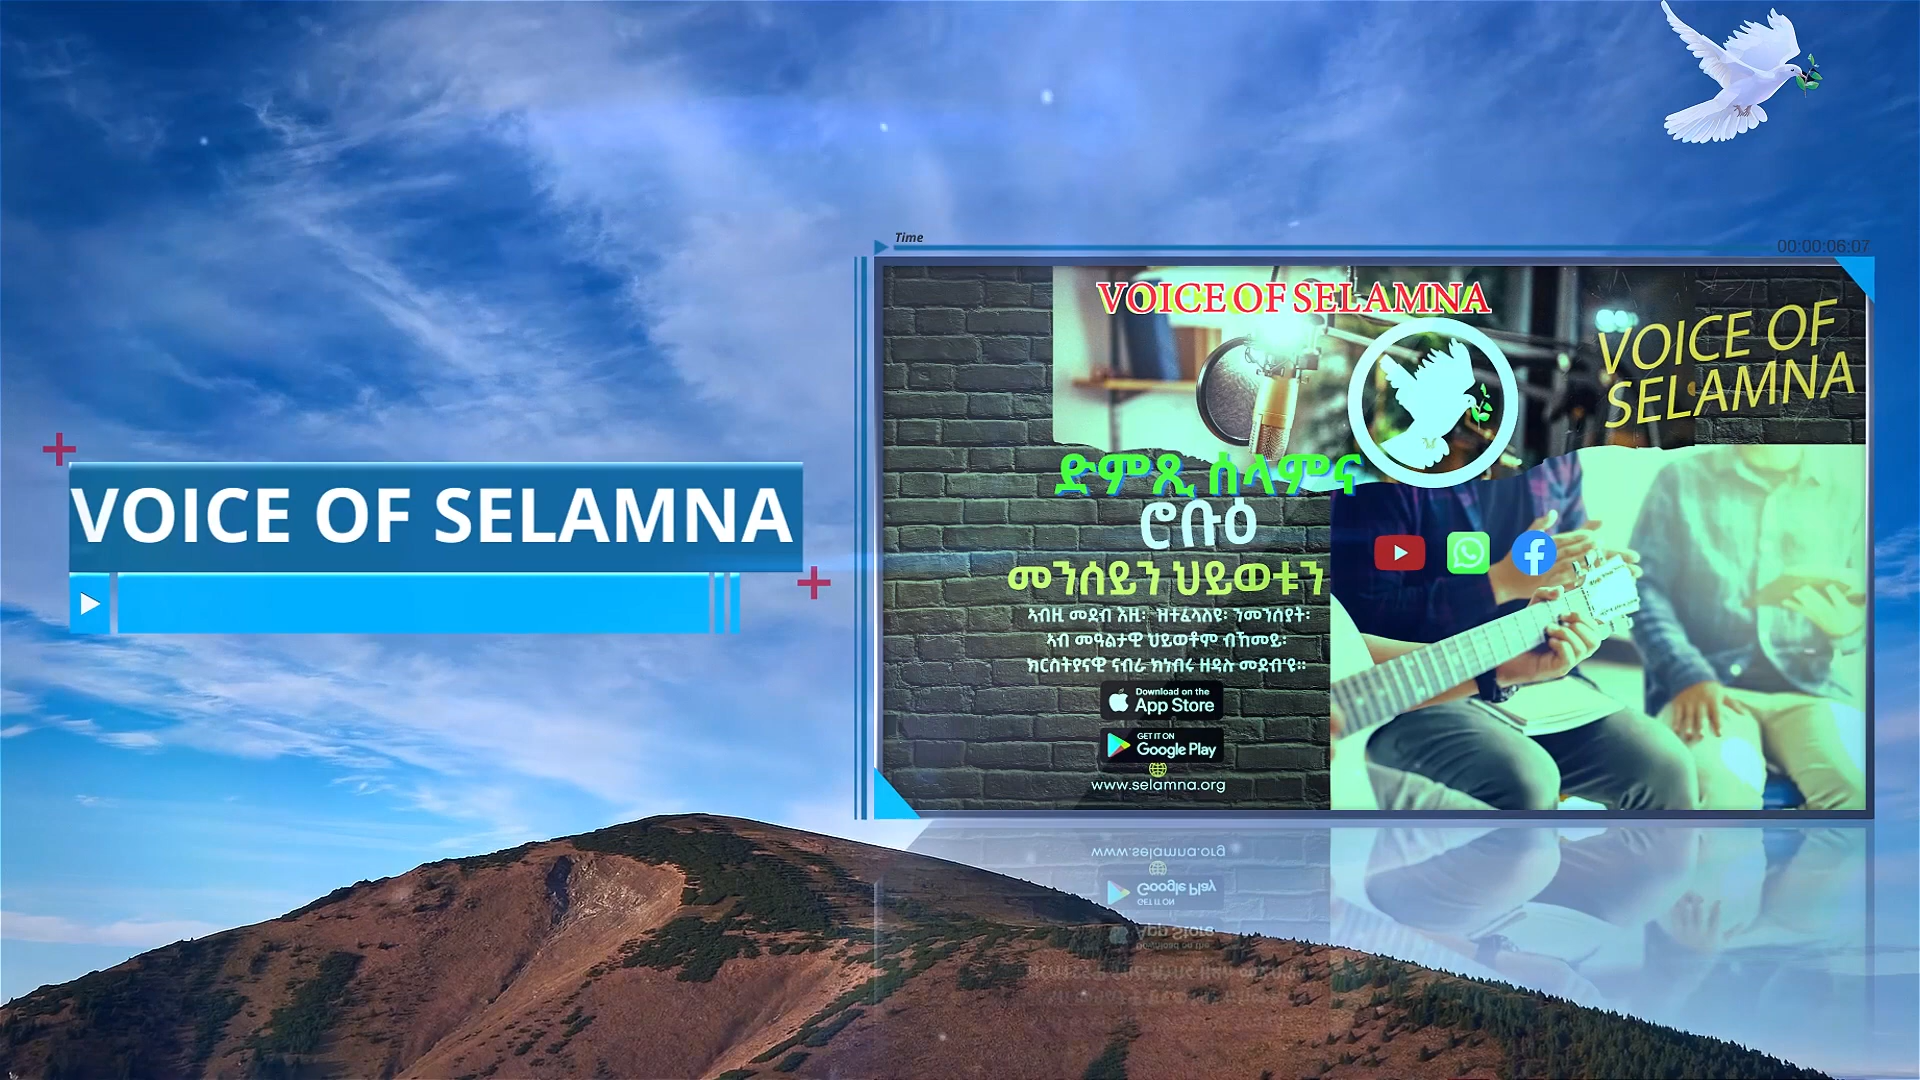 Time
00:00:06:07
VOICE OF SELAMNA
VOICE OF SELAMNA
VOICE OF
SELAMNA
ድምጺ ሰላምና
ሮቡዕ
መንሰይን ህይወቱን
ኣብዚ መደብ እዚ፡ ዝተፈላለዩ፡ ንመንሰየት፡
ኣብ መዓልታዊ ህይወቶም ብኸመይ፡
ክርስትያናዊ ናብራ ክነብሩ ዘዳሉ መደብ'ዩ።
Download on the
App Store
GET IT ON
Google Play
www.selamna.org